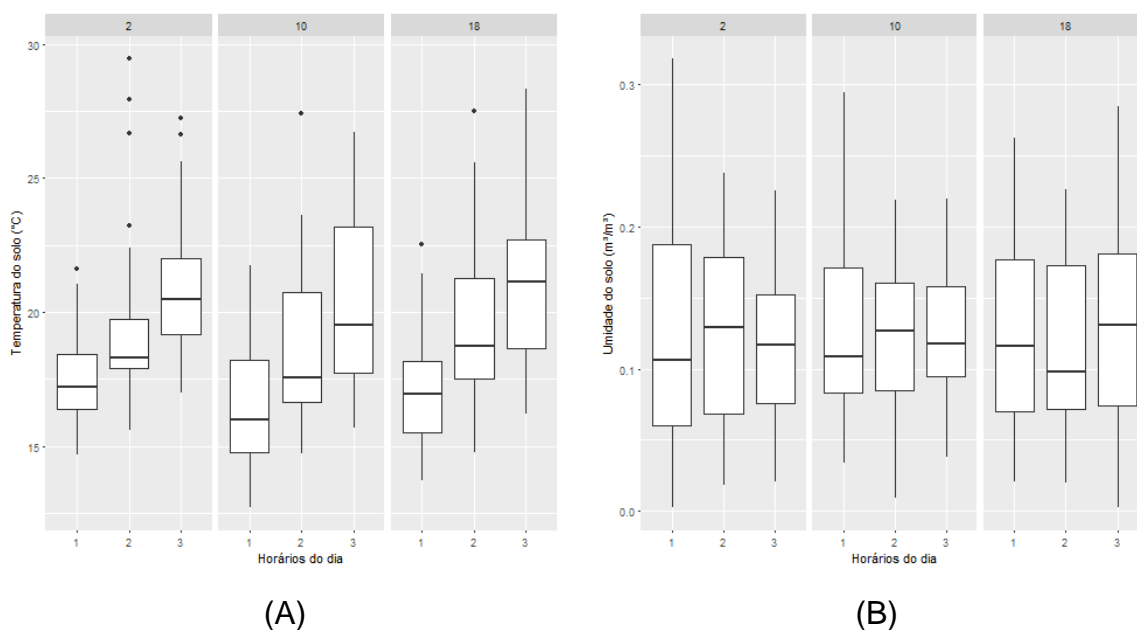 2 10 18
30
25
20
15
Temperatura do solo (°C)
1 2 3 1 2 3 1 2 3
Horários do dia
(A)
2 10 18
0.3
0.2
0.1
0.0
Umidade do solo (m³/m³)
1 2 3 1 2 3 1 2 3
Horários do dia
(B)